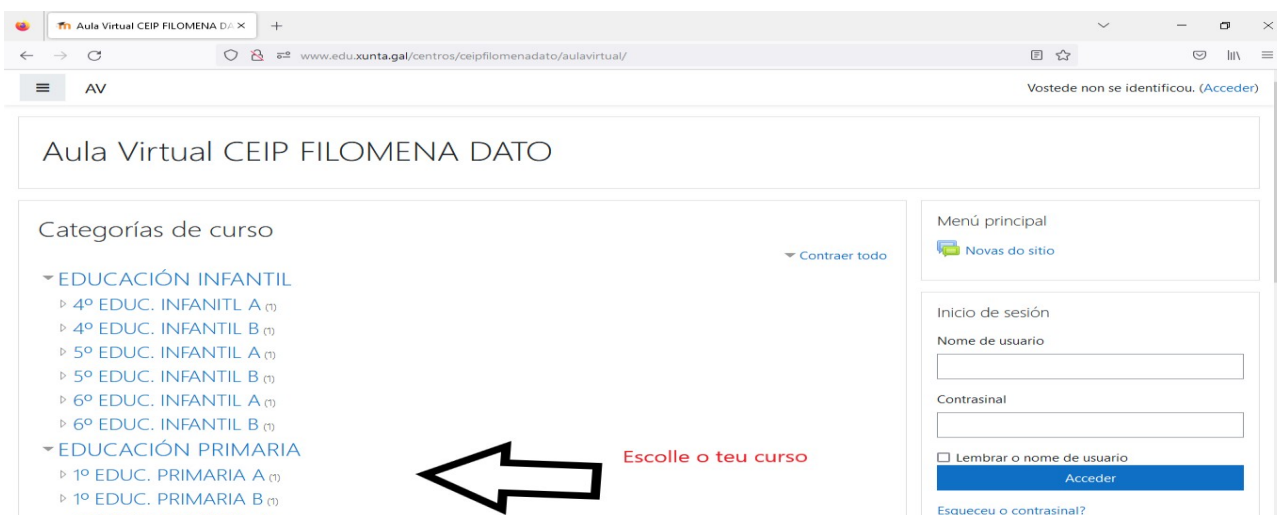 Aula Virtual CEIP FILOMENA DA
www.edu.xunta.gal/centros/ceipfilomenadato/aulavirtual/
AV
Vostede non se identificou. (Acceder)
Aula Virtual CEIP FILOMENA DATO
Categorías de curso
Contraer todo
EDUCACIÓN INFANTIL
4º EDUC. INFANITL A (1)
4º EDUC. INFANTIL B (1)
5º EDUC. INFANTIL A (1)
5º EDUC. INFANTIL B (1)
6º EDUC. INFANTIL A (1)
6º EDUC. INFANTIL B (1)
EDUCACIÓN PRIMARIA
1º EDUC. PRIMARIA A (1)
1º EDUC. PRIMARIA B (1)
Escolle o teu curso
Menú principal
Novas do sitio
Inicio de sesión
Nome de usuario
Contrasinal
Lembrar o nome de usuario
Acceder
Esqueceu o contrasinal?